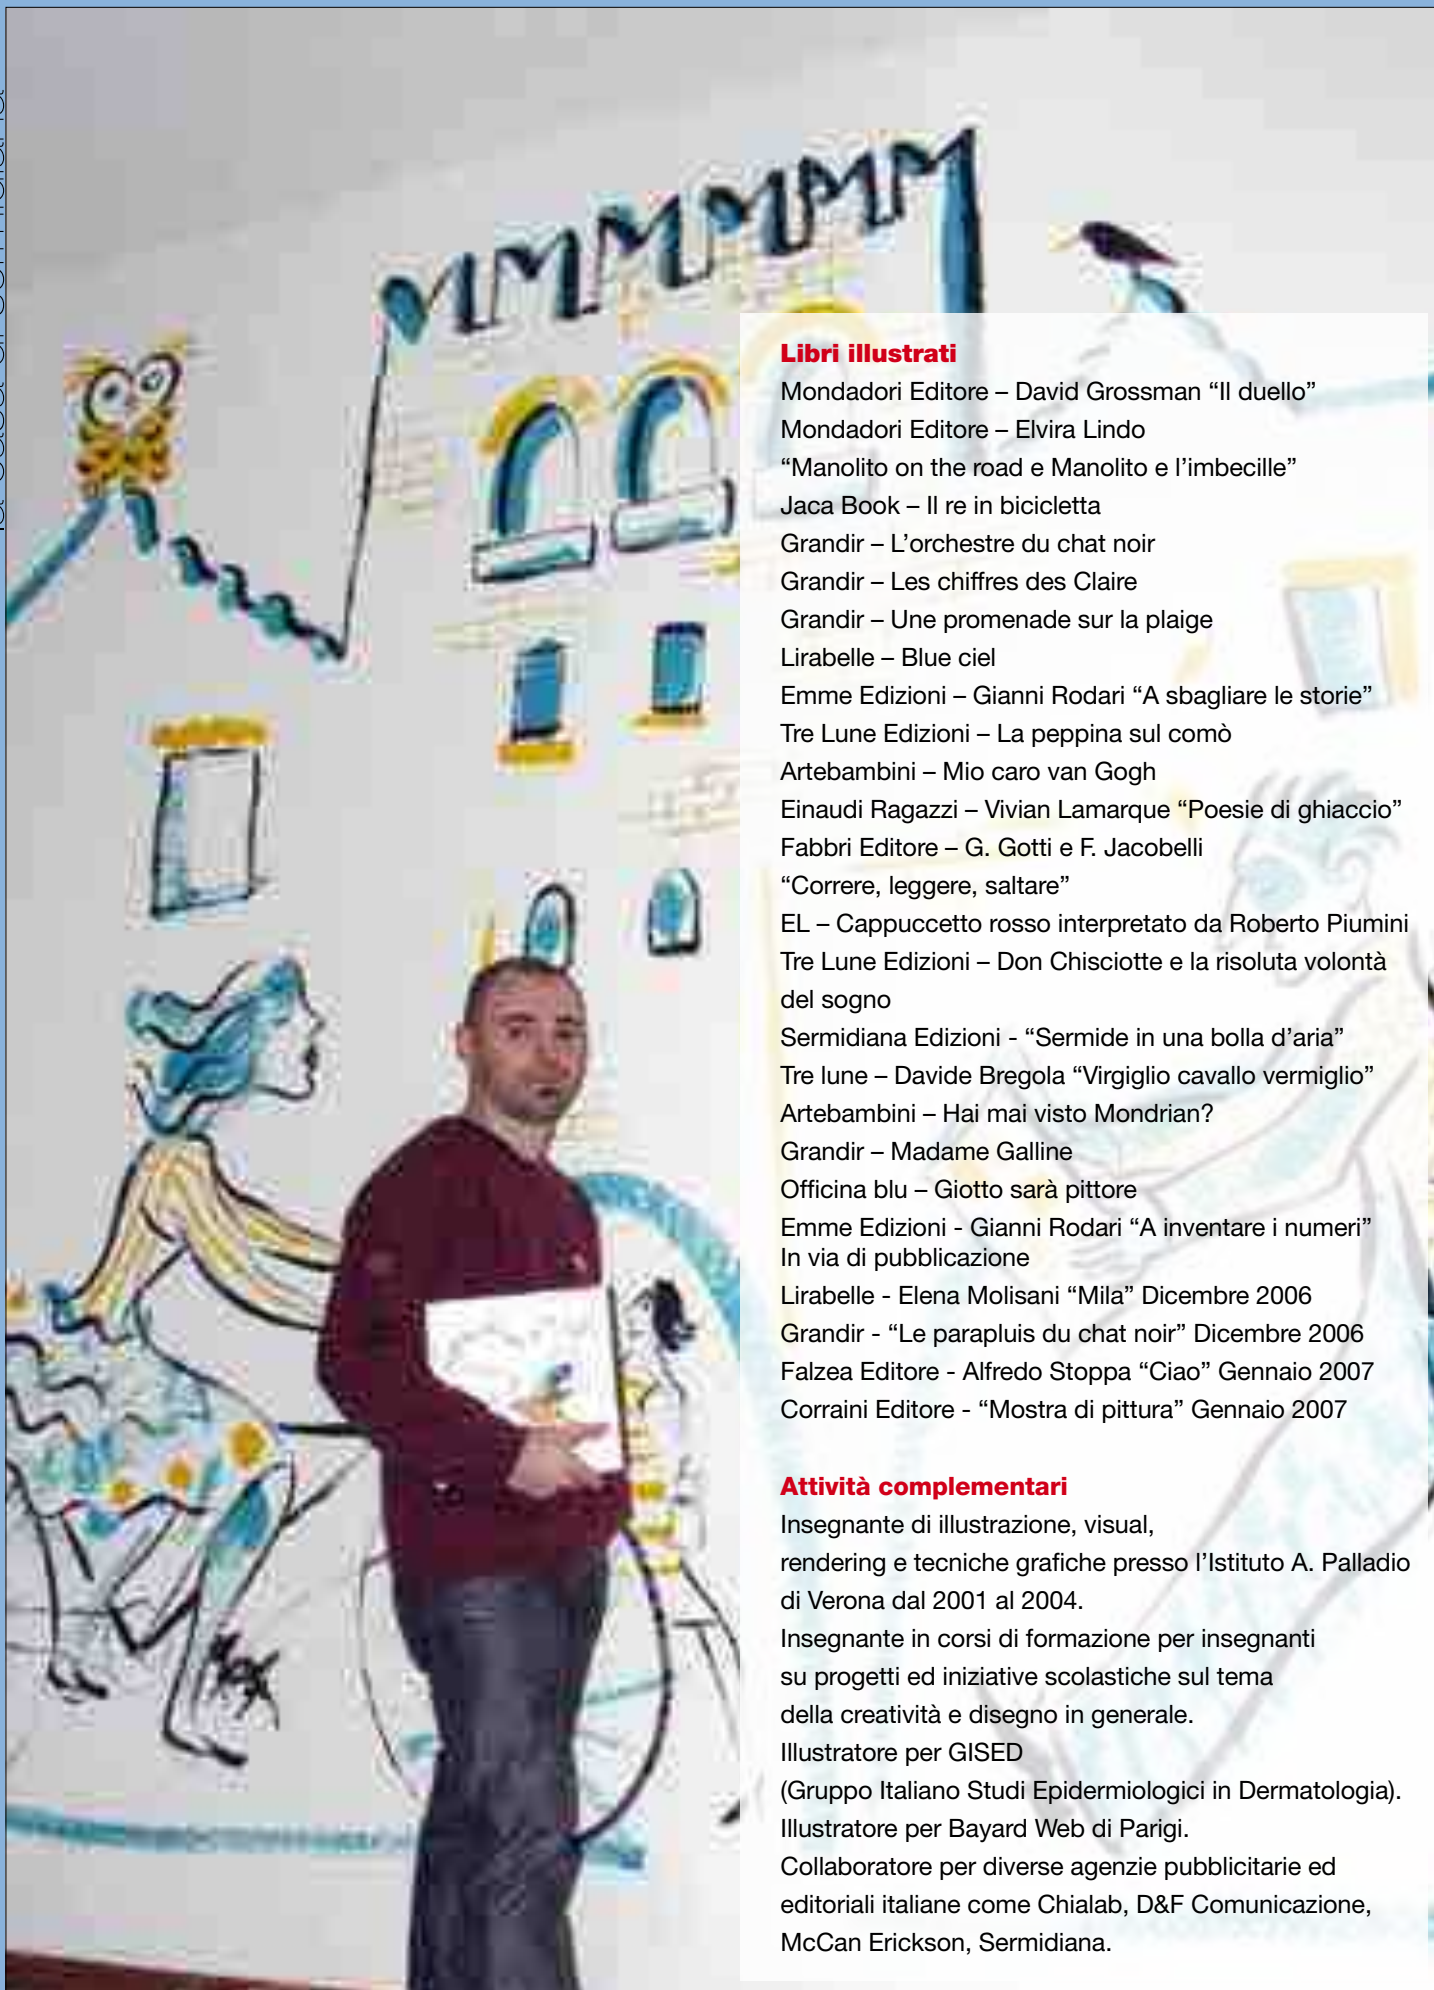 Libri illustrati
Mondadori Editore – David Grossman “Il duello”
Mondadori Editore – Elvira Lindo
“Manolito on the road e Manolito e l’imbecille”
Jaca Book – Il re in bicicletta
Grandir – L’orchestre du chat noir
Grandir – Les chiffres des Claire
Grandir – Une promenade sur la plaige
Lirabelle – Blue ciel
Emme Edizioni – Gianni Rodari “A sbagliare le storie”
Tre Lune Edizioni – La peppina sul comò
Artebambini – Mio caro van Gogh
Einaudi Ragazzi – Vivian Lamarque “Poesie di ghiaccio”
Fabbri Editore – G. Gotti e F. Jacobelli
“Correre, leggere, saltare”
EL – Cappuccetto rosso interpretato da Roberto Piumini
Tre Lune Edizioni – Don Chisciotte e la risoluta volontà
del sogno
Sermidiana Edizioni - “Sermide in una bolla d’aria”
Tre lune – Davide Bregola “Virgiglio cavallo vermiglio”
Artebambini – Hai mai visto Mondrian?
Grandir – Madame Galline
Officina blu – Giotto sarà pittore
Emme Edizioni - Gianni Rodari “A inventare i numeri”
In via di pubblicazione
Lirabelle - Elena Molisani “Mila” Dicembre 2006
Grandir - “Le parapluis du chat noir” Dicembre 2006
Falzea Editore - Alfredo Stoppa “Ciao” Gennaio 2007
Corraini Editore - “Mostra di pittura” Gennaio 2007
Attività complementari
Insegnante di illustrazione, visual,
rendering e tecniche grafiche presso l’Istituto A. Palladio
di Verona dal 2001 al 2004.
Insegnante in corsi di formazione per insegnanti
su progetti ed iniziative scolastiche sul tema
della creatività e disegno in generale.
Illustratore per GISED
(Gruppo Italiano Studi Epidermiologici in Dermatologia).
Illustratore per Bayard Web di Parigi.
Collaboratore per diverse agenzie pubblicitarie ed
editoriali italiane come Chialab, D&F Comunicazione,
McCan Erickson, Sermidiana.